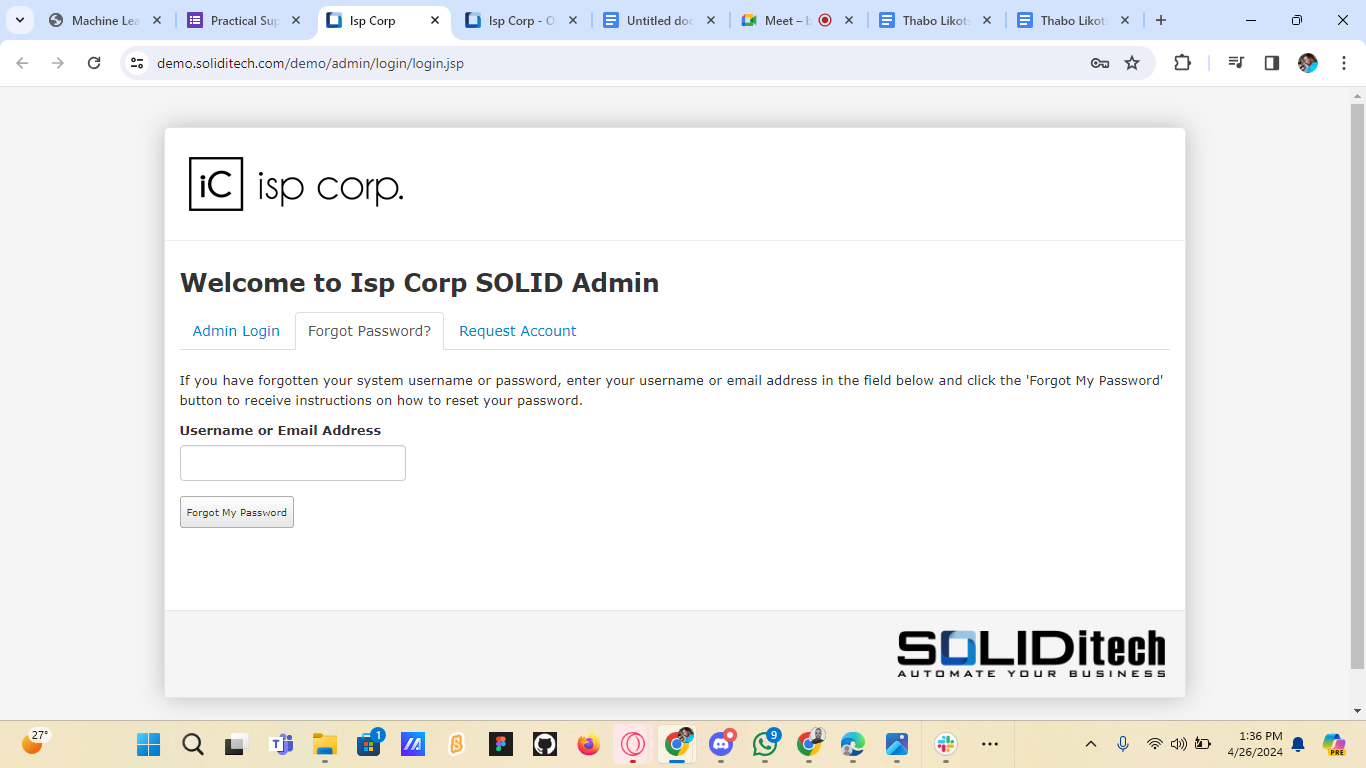 Machine Lea
Practical Sup
Isp Corp
Isp Corp - O
Untitled doc
Meet – b
Thabo Likots
Thabo Likots
demo.soliditech.com/demo/admin/login/login.jsp
iC isp corp.
Welcome to Isp Corp SOLID Admin
Admin Login
Forgot Password?
Request Account
If you have forgotten your system username or password, enter your username or email address in the field below and click the 'Forgot My Password'
button to receive instructions on how to reset your password.
Username or Email Address
Forgot My Password
SOLIDitech
AUTOMATE YOUR BUSINESS
27°
1
9
1:36 PM
4/26/2024
PRE